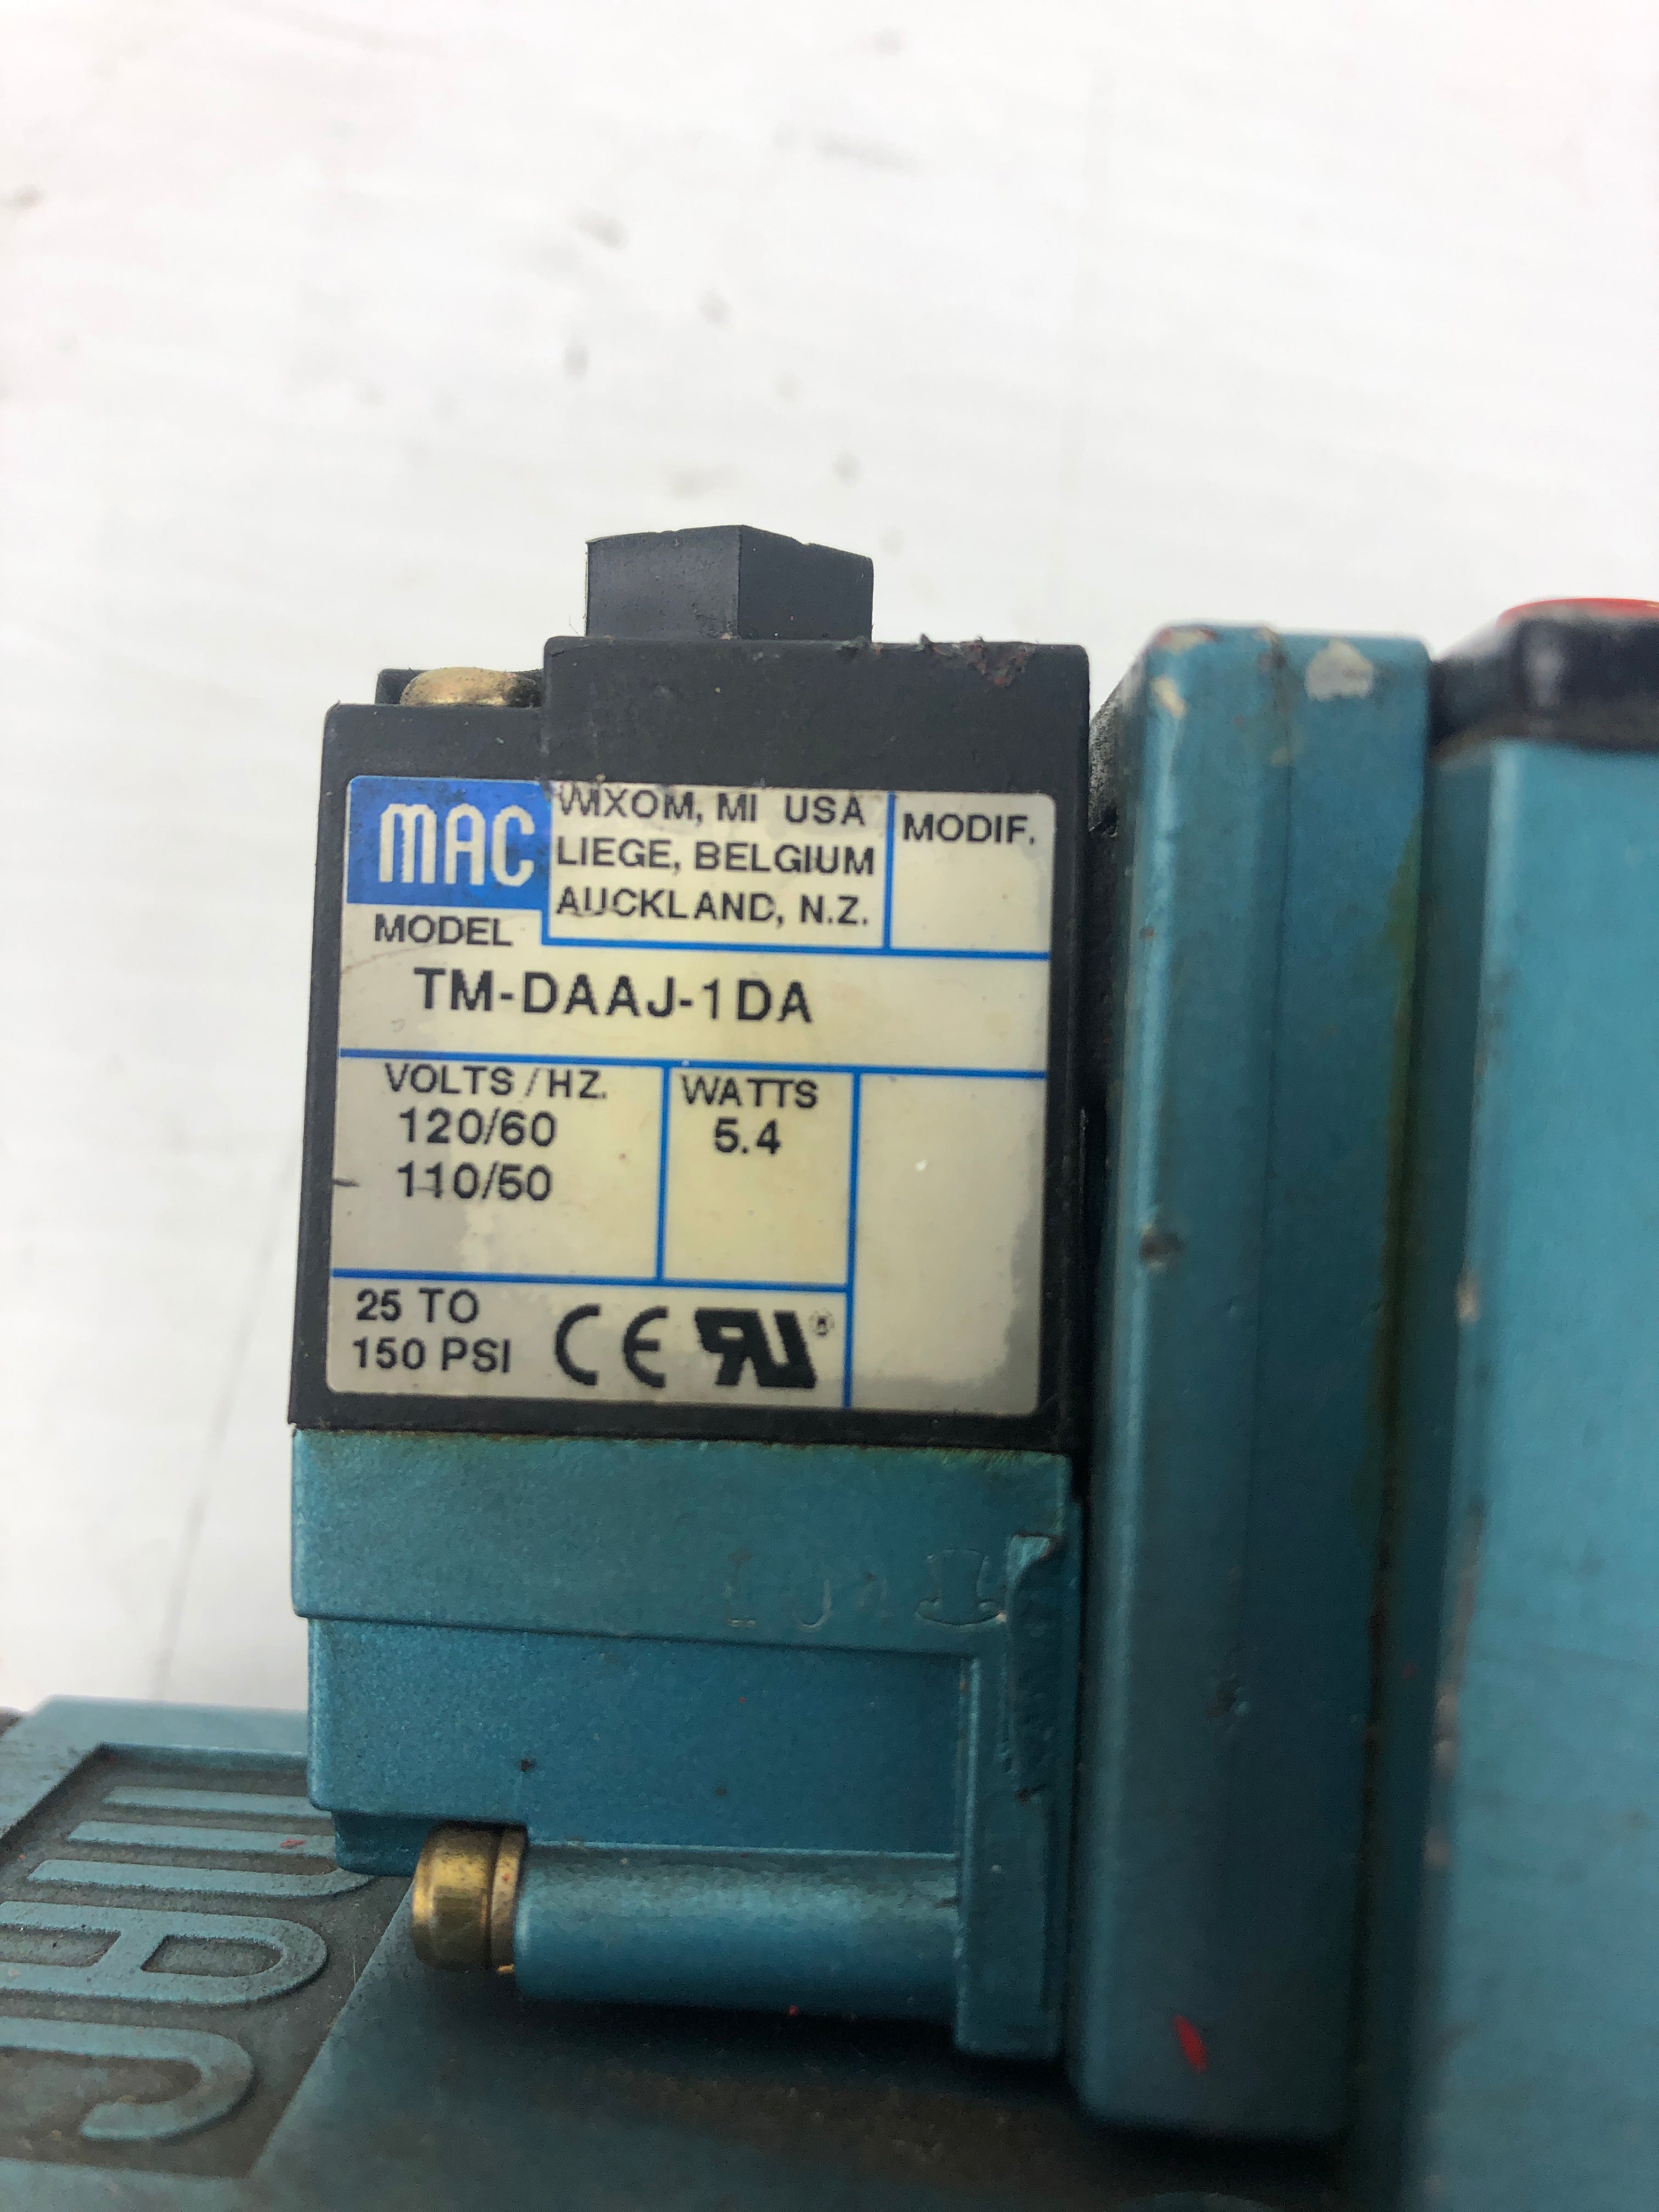 MAC
WIXOM, MI USA
LIEGE, BELGIUM
AUCKLAND, N.Z.
MODIF.
MODEL
TM-DAAJ-1DA
VOLTS/HZ.
120/60
110/50
WATTS
5.4
25 TO
150 PSI
CE RU®
MAC